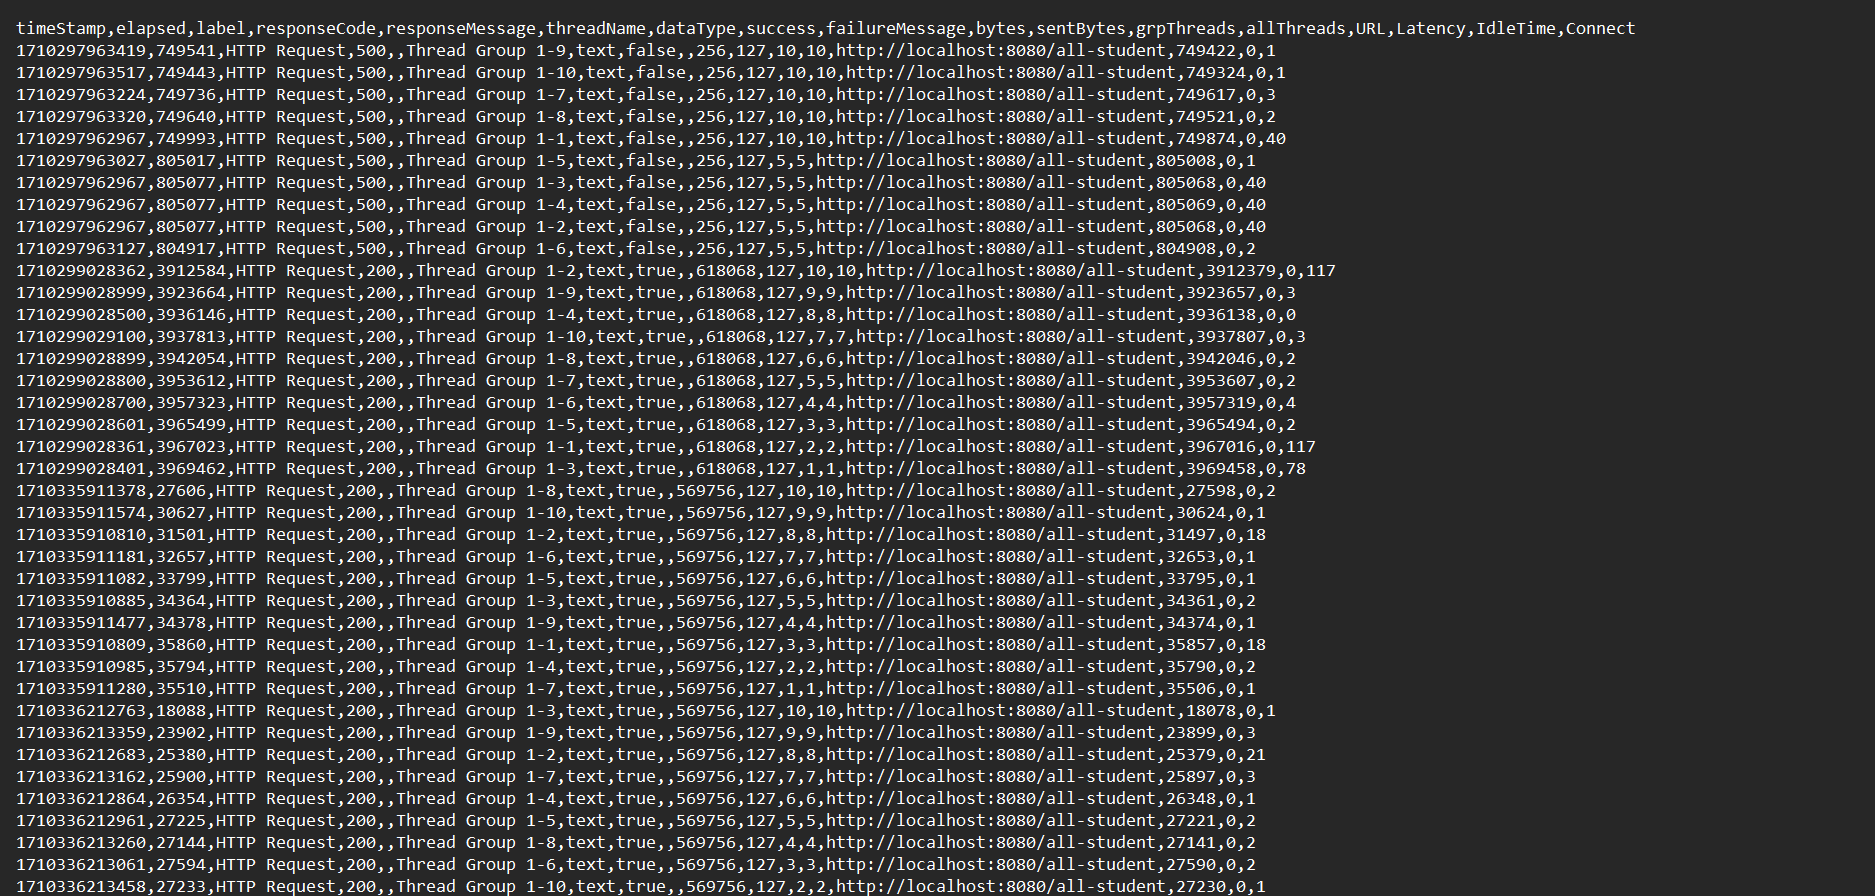 timeStamp,elapsed,label,responseCode,responseMessage,threadName,dataType,success,failureMessage,bytes,sentBytes,grpThreads,allThreads,URL,Latency,IdleTime,Connect
1710297963419,749541,HTTP Request,500,,Thread Group 1-9,text,false,,256,127,10,10,http://localhost:8080/all-student,749422,0,1
1710297963517,749443,HTTP Request,500,,Thread Group 1-10,text,false,,256,127,10,10,http://localhost:8080/all-student,749324,0,1
1710297963224,749736,HTTP Request,500,,Thread Group 1-7,text,false,,256,127,10,10,http://localhost:8080/all-student,749617,0,3
1710297963320,749640,HTTP Request,500,,Thread Group 1-8,text,false,,256,127,10,10,http://localhost:8080/all-student,749521,0,2
1710297962967,749993,HTTP Request,500,,Thread Group 1-1,text,false,,256,127,10,10,http://localhost:8080/all-student,749874,0,40
1710297963027,805017,HTTP Request,500,,Thread Group 1-5,text,false,,256,127,5,5,http://localhost:8080/all-student,805008,0,1
1710297962967,805077,HTTP Request,500,,Thread Group 1-3,text,false,,256,127,5,5,http://localhost:8080/all-student,805068,0,40
1710297962967,805077,HTTP Request,500,,Thread Group 1-4,text,false,,256,127,5,5,http://localhost:8080/all-student,805069,0,40
1710297962967,805077,HTTP Request,500,,Thread Group 1-2,text,false,,256,127,5,5,http://localhost:8080/all-student,805068,0,40
1710297963127,804917,HTTP Request,500,,Thread Group 1-6,text,false,,256,127,5,5,http://localhost:8080/all-student,804908,0,2
1710299028362,3912584,HTTP Request,200,,Thread Group 1-2,text,true,,618068,127,10,10,http://localhost:8080/all-student,3912379,0,117
1710299028999,3923664,HTTP Request,200,,Thread Group 1-9,text,true,,618068,127,9,9,http://localhost:8080/all-student,3923657,0,3
1710299028500,3936146,HTTP Request,200,,Thread Group 1-4,text,true,,618068,127,8,8,http://localhost:8080/all-student,3936138,0,0
1710299029100,3937813,HTTP Request,200,,Thread Group 1-10,text,true,,618068,127,7,7,http://localhost:8080/all-student,3937807,0,3
1710299028899,3942054,HTTP Request,200,,Thread Group 1-8,text,true,,618068,127,6,6,http://localhost:8080/all-student,3942046,0,2
1710299028800,3953612,HTTP Request,200,,Thread Group 1-7,text,true,,618068,127,5,5,http://localhost:8080/all-student,3953607,0,2
1710299028700,3957323,HTTP Request,200,,Thread Group 1-6,text,true,,618068,127,4,4,http://localhost:8080/all-student,3957319,0,4
1710299028601,3965499,HTTP Request,200,,Thread Group 1-5,text,true,,618068,127,3,3,http://localhost:8080/all-student,3965494,0,2
1710299028361,3967023,HTTP Request,200,,Thread Group 1-1,text,true,,618068,127,2,2,http://localhost:8080/all-student,3967016,0,117
1710299028401,3969462,HTTP Request,200,,Thread Group 1-3,text,true,,618068,127,1,1,http://localhost:8080/all-student,3969458,0,78
1710335911378,27606,HTTP Request,200,,Thread Group 1-8,text,true,,569756,127,10,10,http://localhost:8080/all-student,27598,0,2
1710335911574,30627,HTTP Request,200,,Thread Group 1-10,text,true,,569756,127,9,9,http://localhost:8080/all-student,30624,0,1
1710335910810,31501,HTTP Request,200,,Thread Group 1-2,text,true,,569756,127,8,8,http://localhost:8080/all-student,31497,0,18
1710335911181,32657,HTTP Request,200,,Thread Group 1-6,text,true,,569756,127,7,7,http://localhost:8080/all-student,32653,0,1
1710335911082,33799,HTTP Request,200,,Thread Group 1-5,text,true,,569756,127,6,6,http://localhost:8080/all-student,33795,0,1
1710335910885,34364,HTTP Request,200,,Thread Group 1-3,text,true,,569756,127,5,5,http://localhost:8080/all-student,34361,0,2
1710335911477,34378,HTTP Request,200,,Thread Group 1-9,text,true,,569756,127,4,4,http://localhost:8080/all-student,34374,0,1
1710335910809,35860,HTTP Request,200,,Thread Group 1-1,text,true,,569756,127,3,3,http://localhost:8080/all-student,35857,0,18
1710335910985,35794,HTTP Request,200,,Thread Group 1-4,text,true,,569756,127,2,2,http://localhost:8080/all-student,35790,0,2
1710335911280,35510,HTTP Request,200,,Thread Group 1-7,text,true,,569756,127,1,1,http://localhost:8080/all-student,35506,0,1
1710336212763,18088,HTTP Request,200,,Thread Group 1-3,text,true,,569756,127,10,10,http://localhost:8080/all-student,18078,0,1
1710336213359,23902,HTTP Request,200,,Thread Group 1-9,text,true,,569756,127,9,9,http://localhost:8080/all-student,23899,0,3
1710336212683,25380,HTTP Request,200,,Thread Group 1-2,text,true,,569756,127,8,8,http://localhost:8080/all-student,25379,0,21
1710336213162,25900,HTTP Request,200,,Thread Group 1-7,text,true,,569756,127,7,7,http://localhost:8080/all-student,25897,0,3
1710336212864,26354,HTTP Request,200,,Thread Group 1-4,text,true,,569756,127,6,6,http://localhost:8080/all-student,26348,0,1
1710336212961,27225,HTTP Request,200,,Thread Group 1-5,text,true,,569756,127,5,5,http://localhost:8080/all-student,27221,0,2
1710336213260,27144,HTTP Request,200,,Thread Group 1-8,text,true,,569756,127,4,4,http://localhost:8080/all-student,27141,0,2
1710336213061,27594,HTTP Request,200,,Thread Group 1-6,text,true,,569756,127,3,3,http://localhost:8080/all-student,27590,0,2
1710336213458,27233,HTTP Request,200,,Thread Group 1-10,text,true,,569756,127,2,2,http://localhost:8080/all-student,27230,0,1